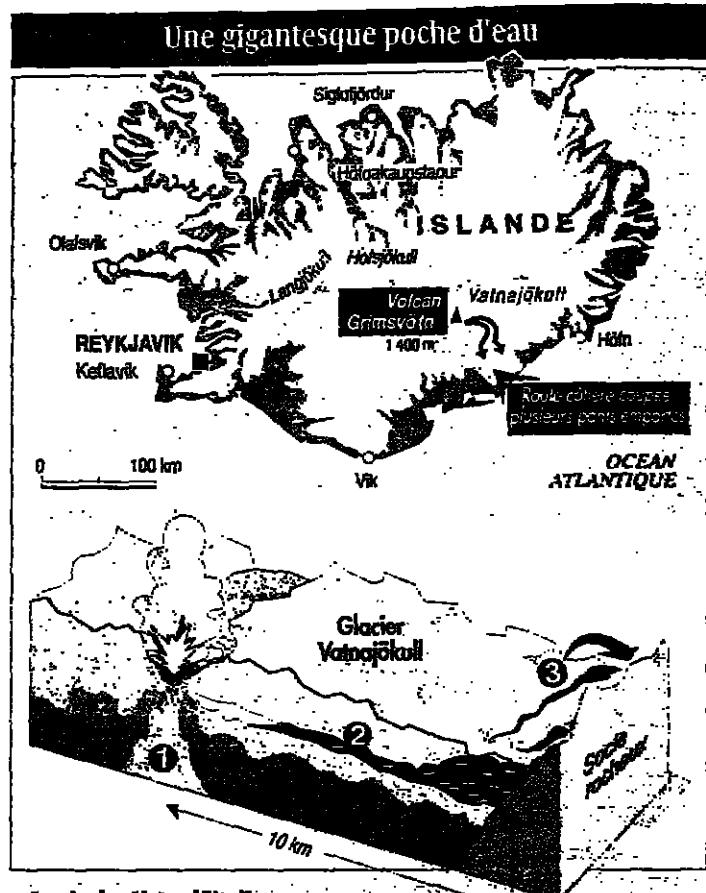 Une gigantesque poche d'eau
Siglufjördur
ISLANDE
Olafsvik
Hofsjökull
Langjökull
Volcan
Grimsvötn
1 400 m
Vatnajökull
Höfn
REYKJAVIK
Keflavik
Route côtière coupée
plusieurs ponts emportés
0 100 km
Vik
OCEAN
ATLANTIQUE
Glacier
Vatnajökull
3
2
1
Socle
rocheux
10 km